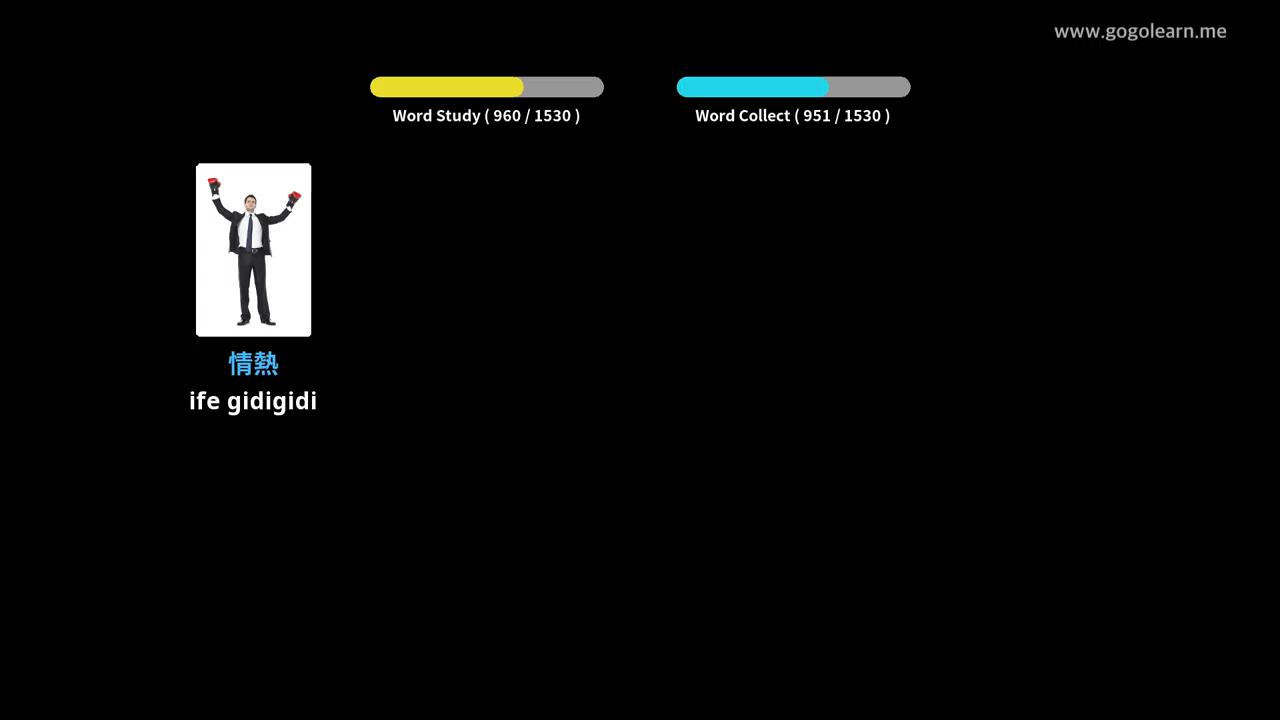 www.gogolearn.me
Word Study ( 960 / 1530 )
Word Collect ( 951 / 1530 )
情熱
ife gidigidi